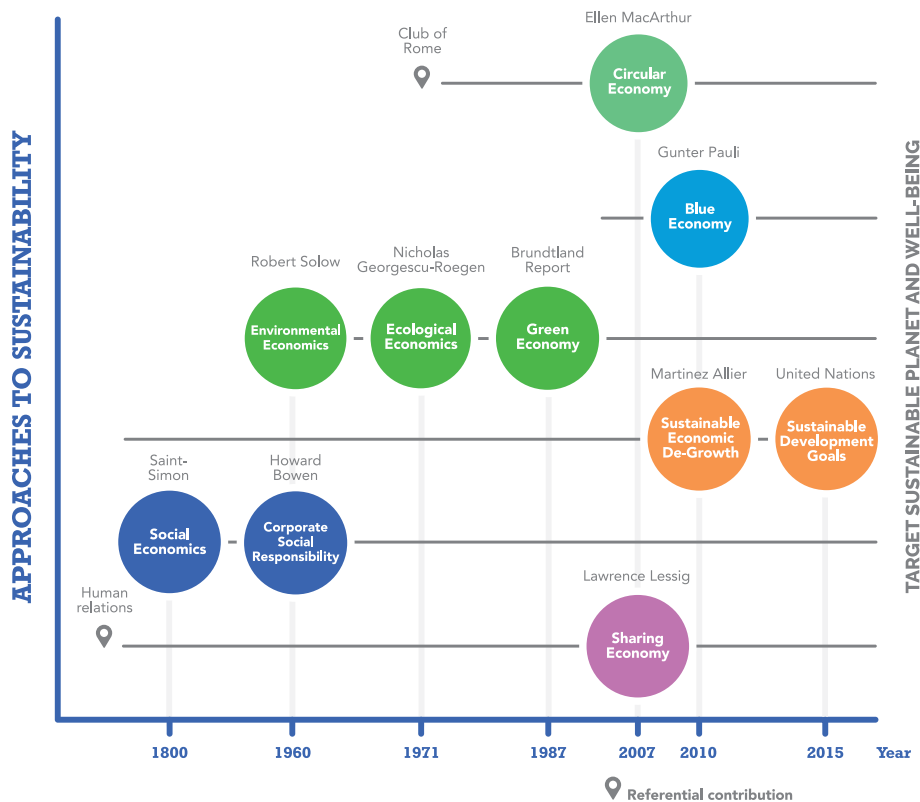 Ellen MacArthur
Club of
Rome
Circular
Economy
Gunter Pauli
Blue
Economy
Robert Solow
Nicholas
Georgescu-Roegen
Brundtland
Report
Environmental
Economics
Ecological
Economics
Green
Economy
Martinez Allier
United Nations
Sustainable
Economic
De-Growth
Sustainable
Development
Goals
Saint-
Simon
Howard
Bowen
Social
Economics
Corporate
Social
Responsibility
Lawrence Lessig
Human
relations
Sharing
Economy
APPROACHES TO SUSTAINABILITY
TARGET SUSTAINABLE PLANET AND WELL-BEING
1800
1960
1971
1987
2007
2010
2015
Year
Referential contribution